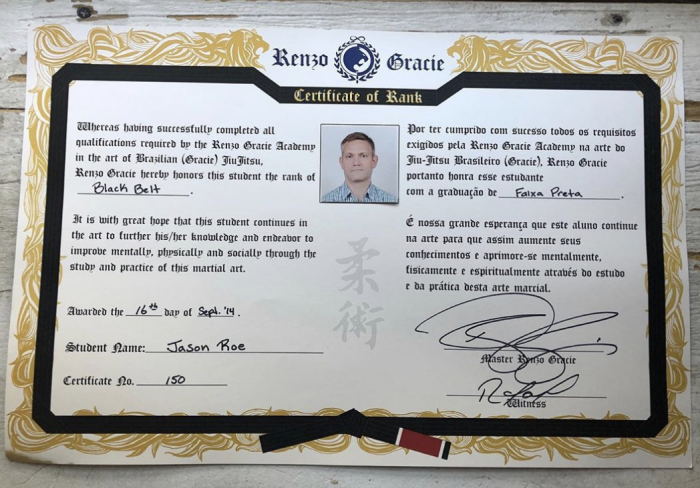 Renzo Gracie
Certificate of Rank
Whereas having successfully completed all
qualifications required by the Renzo Gracie Academy
in the art of Brazilian (Gracie) JiuJitsu,
Renzo Gracie hereby honors this student the rank of
Black Belt.
It is with great hope that this student continues in
the art to further his/her knowledge and endeavor to
improve mentally, physically and socially through the
study and practice of this martial art.
Awarded the 16th day of Sept. '14.
Student Name: Jason Roe
Certificate No. 150
Por ter cumprido com sucesso todos os requisitos
exigidos pela Renzo Gracie Academy na arte do
Jiu-Jitsu Brasileiro (Gracie), Renzo Gracie
portanto honra esse estudante
com a graduação de Faixa Preta.
É nossa grande esperança que este aluno continue
na arte para que assim aumente seus
conhecimentos e aprimore-se mentalmente,
fisicamente e espiritualmente através do estudo
e da prática desta arte marcial.
柔術
Master Renzo Gracie
Witness